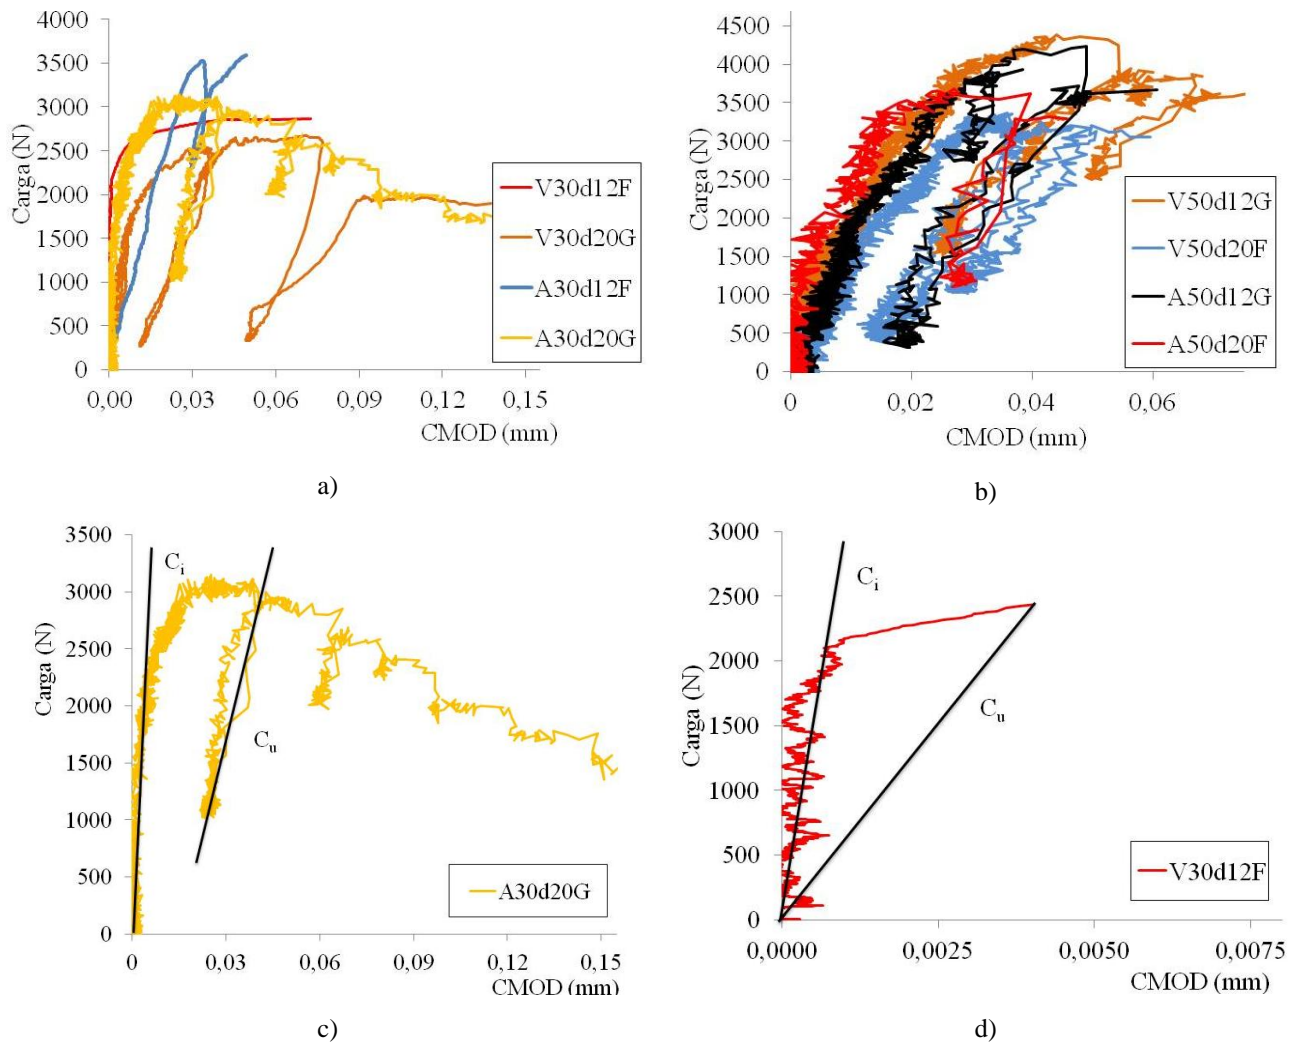 a)
Carga (N)
4000
3500
3000
2500
2000
1500
1000
500
0
0,00 0,03 0,06 0,09 0,12 0,15
CMOD (mm)
V30d12F
V30d20G
A30d12F
A30d20G
b)
Carga (N)
4500
4000
3500
3000
2500
2000
1500
1000
500
0
0 0,02 0,04 0,06
CMOD (mm)
V50d12G
V50d20F
A50d12G
A50d20F
c)
Carga (N)
3500
3000
2500
2000
1500
1000
500
0
0 0,03 0,06 0,09 0,12 0,15
CMOD (mm)
Ci
Cu
A30d20G
d)
Carga (N)
3000
2500
2000
1500
1000
500
0
0,0000 0,0025 0,0050 0,0075
CMOD (mm)
Ci
Cu
V30d12F